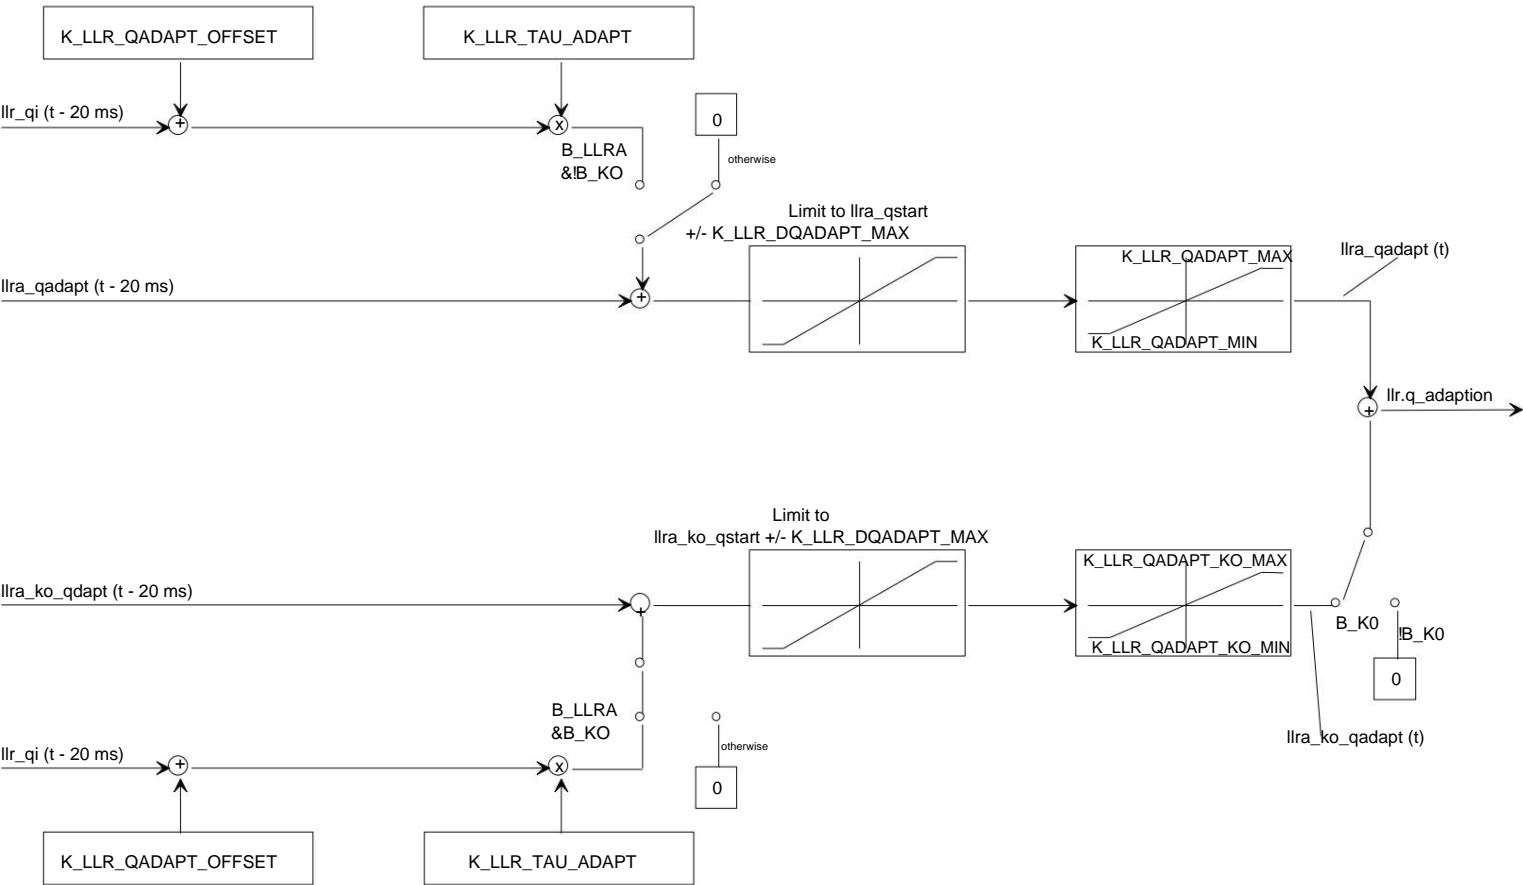 K_LLR_QADAPT_OFFSET
K_LLR_TAU_ADAPT
llr_qi (t - 20 ms)
+
x
0
B_LLRA
&!B_KO
otherwise
Limit to llra_qstart
+/- K_LLR_DQADAPT_MAX
K_LLR_QADAPT_MAX
llra_qadapt (t)
llra_qadapt (t - 20 ms)
+
K_LLR_QADAPT_MIN
llr.q_adaption
+
Limit to
llra_ko_qstart +/- K_LLR_DQADAPT_MAX
K_LLR_QADAPT_KO_MAX
llra_ko_qdapt (t - 20 ms)
+
B_K0
!B_K0
K_LLR_QADAPT_KO_MIN
0
B_LLRA
&B_KO
llra_ko_qadapt (t)
otherwise
llr_qi (t - 20 ms)
+
x
0
K_LLR_QADAPT_OFFSET
K_LLR_TAU_ADAPT